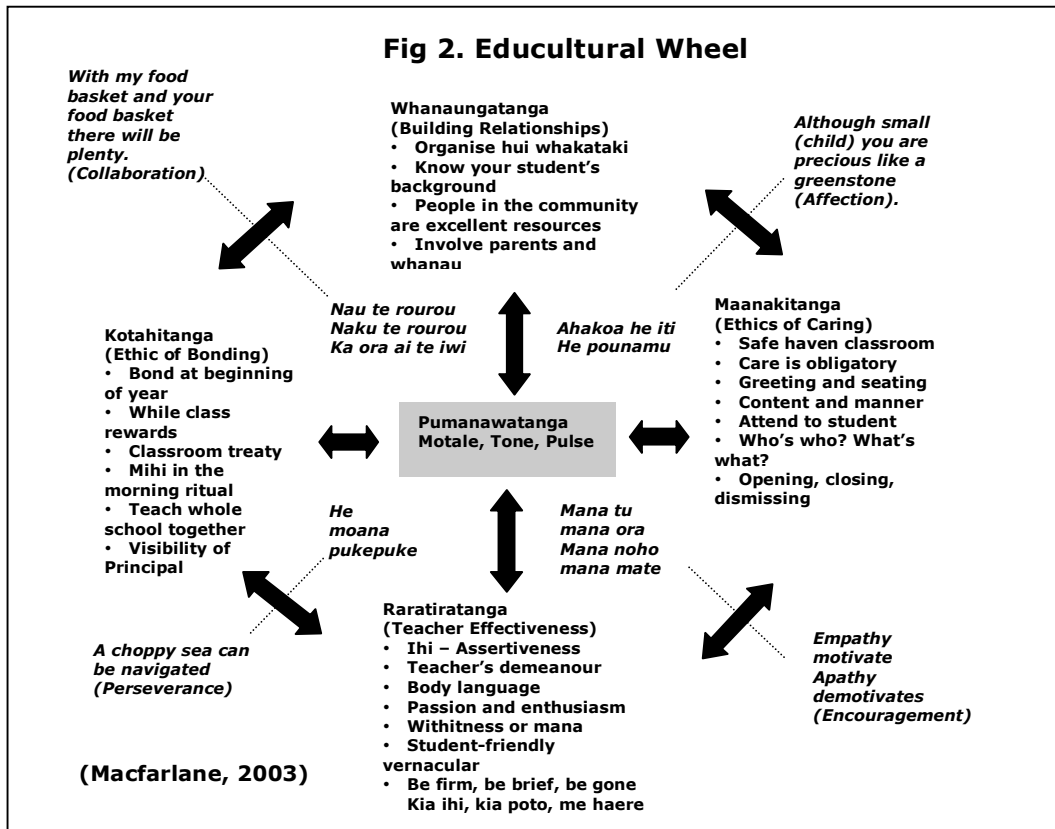 Fig 2. Educultural Wheel
With my food
basket and your
food basket
there will be
plenty.
(Collaboration)
Whanaungatanga
(Building Relationships)
• Organise hui whakataki
• Know your student's
background
• People in the community
are excellent resources
• Involve parents and
whanau
Although small
(child) you are
precious like a
greenstone
(Affection).
Nau te rourou
Naku te rourou
Ka ora ai te iwi
Ahakoa he iti
He pounamu
Kotahitanga
(Ethic of Bonding)
• Bond at beginning
of year
• While class
rewards
• Classroom treaty
• Mihi in the
morning ritual
• Teach whole
school together
• Visibility of
Principal
Pumanawatanga
Motale, Tone, Pulse
Maanakitanga
(Ethics of Caring)
• Safe haven classroom
• Care is obligatory
• Greeting and seating
• Content and manner
• Attend to student
• Who's who? What's
what?
• Opening, closing,
dismissing
He
moana
pukepuke
Mana tu
mana ora
Mana noho
mana mate
A choppy sea can
be navigated
(Perseverance)
Raratiratanga
(Teacher Effectiveness)
• Ihi – Assertiveness
• Teacher's demeanour
• Body language
• Passion and enthusiasm
• Withitness or mana
• Student-friendly
vernacular
• Be firm, be brief, be gone
Kia ihi, kia poto, me haere
Empathy
motivate
Apathy
demotivates
(Encouragement)
(Macfarlane, 2003)